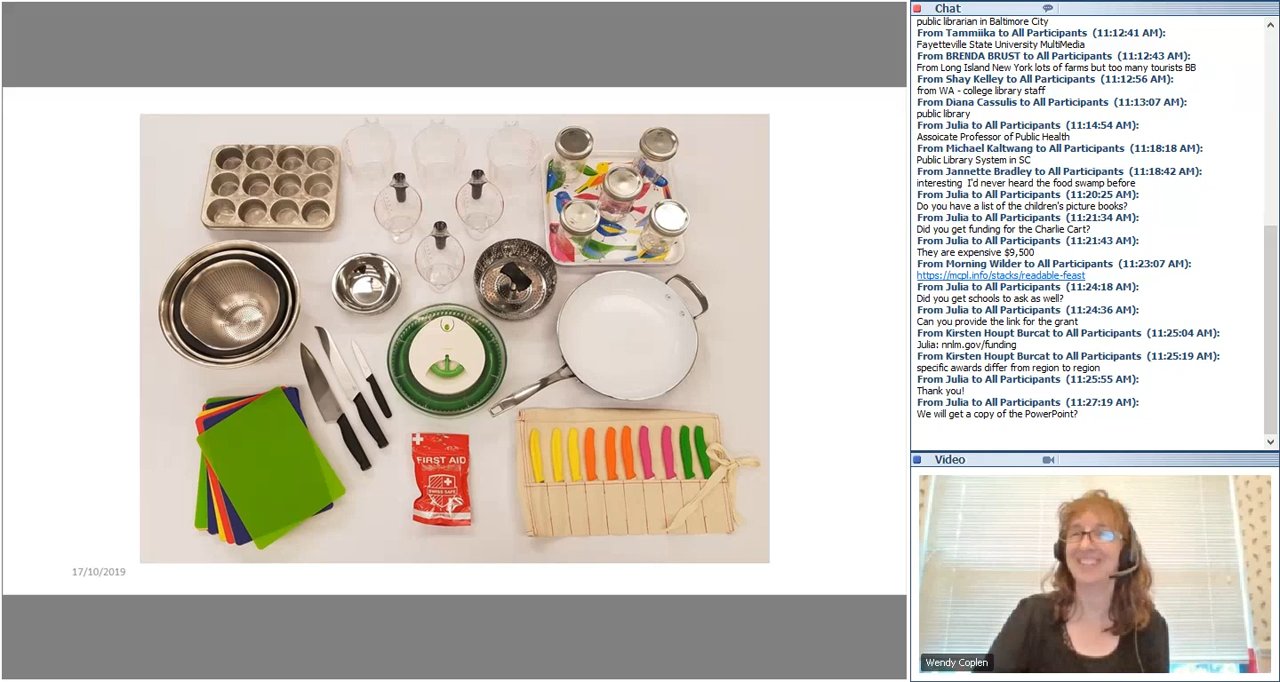 FIRST AID
SWISS SAFE
17/10/2019
Chat
public librarian in Baltimore City
From Tammiika to All Participants (11:12:41 AM):
Fayetteville State University MultiMedia
From BRENDA BRUST to All Participants (11:12:43 AM):
From Long Island New York lots of farms but too many tourists BB
From Shay Kelley to All Participants (11:12:56 AM):
from WA - college library staff
From Diana Cassulis to All Participants (11:13:07 AM):
public library
From Julia to All Participants (11:14:54 AM):
Assoicate Professor of Public Health
From Michael Kaltwang to All Participants (11:18:18 AM):
Public Library System in SC
From Jannette Bradley to All Participants (11:18:42 AM):
interesting I'd never heard the food swamp before
From Julia to All Participants (11:20:25 AM):
Do you have a list of the children's picture books?
From Julia to All Participants (11:21:34 AM):
Did you get funding for the Charlie Cart?
From Julia to All Participants (11:21:43 AM):
They are expensive $9,500
From Morning Wilder to All Participants (11:23:07 AM):
https://mcpl.info/stacks/readable-feast
From Julia to All Participants (11:24:18 AM):
Did you get schools to ask as well?
From Julia to All Participants (11:24:36 AM):
Can you provide the link for the grant
From Kirsten Houpt Burcat to All Participants (11:25:04 AM):
Julia: nnlm.gov/funding
From Kirsten Houpt Burcat to All Participants (11:25:19 AM):
specific awards differ from region to region
From Julia to All Participants (11:25:55 AM):
Thank you!
From Julia to All Participants (11:27:19 AM):
We will get a copy of the PowerPoint?
Video
Wendy Coplen